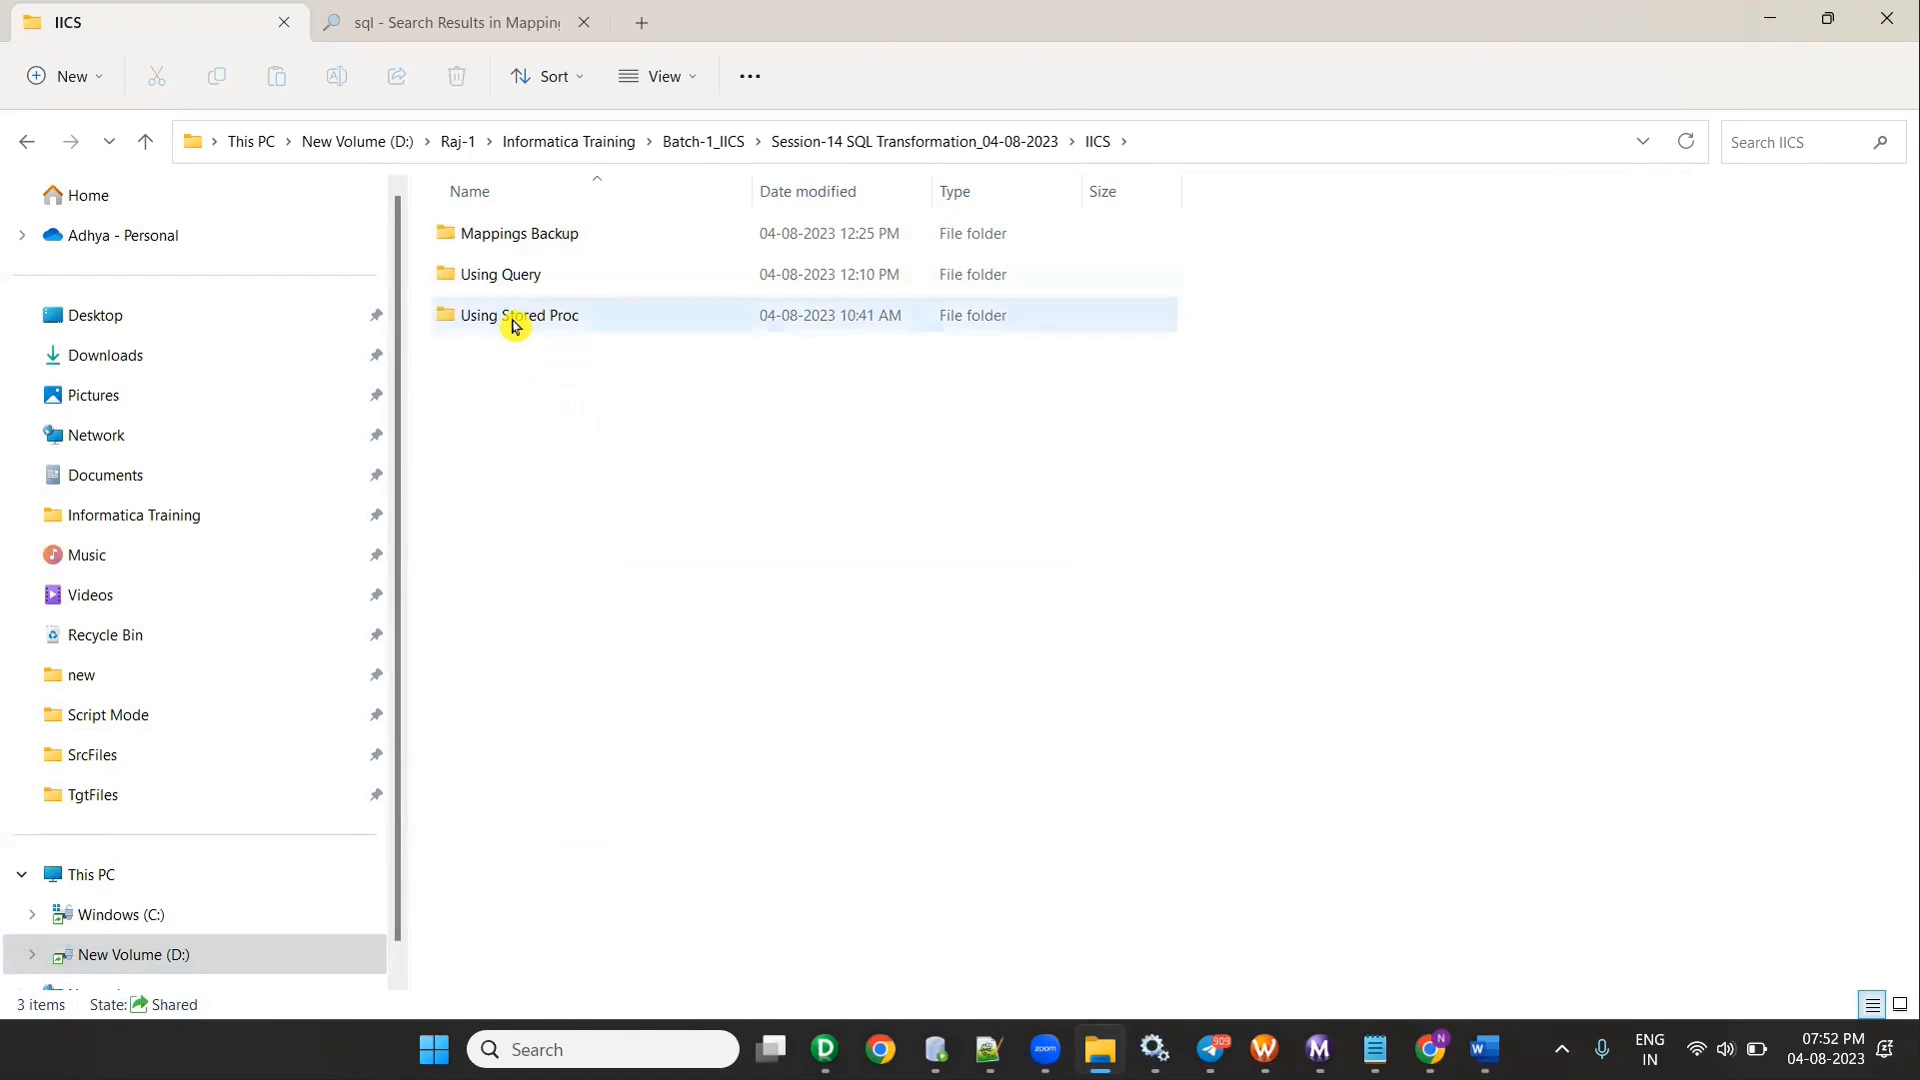 IICS
sql - Search Results in Mapping
New
Sort
View
This PC > New Volume (D:) > Raj-1 > Informatica Training > Batch-1_IICS > Session-14 SQL Transformation_04-08-2023 > IICS >
Search IICS
Name Date modified Type Size
Mappings Backup 04-08-2023 12:25 PM File folder
Using Query 04-08-2023 12:10 PM File folder
Using Stored Proc 04-08-2023 10:41 AM File folder
Home
Adhya - Personal
Desktop
Downloads
Pictures
Network
Documents
Informatica Training
Music
Videos
Recycle Bin
new
Script Mode
SrcFiles
TgtFiles
This PC
Windows (C:)
New Volume (D:)
3 items State: Shared
Search
D
zoom
909
W
M
N
W
ENG
IN
07:52 PM
04-08-2023